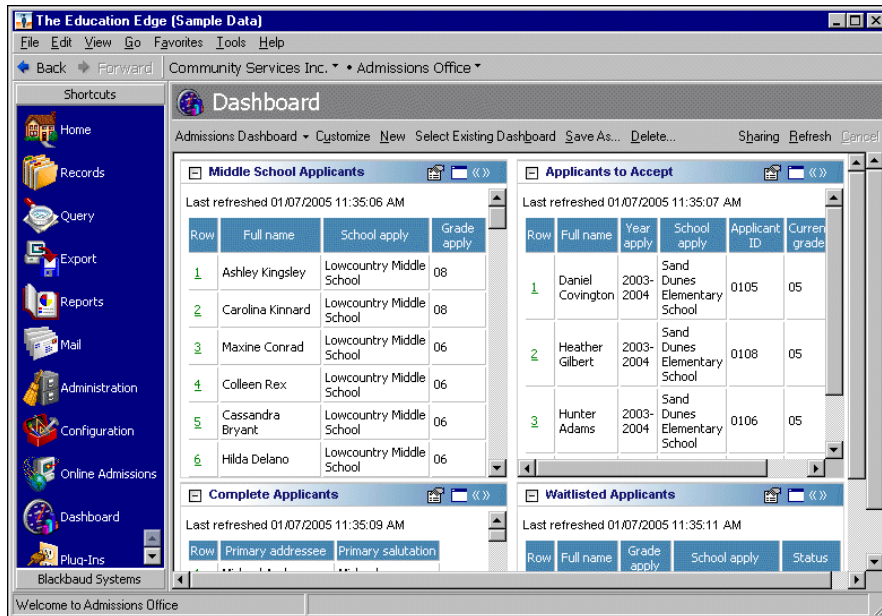 The Education Edge (Sample Data)
File Edit View Go Favorites Tools Help
Back Forward Community Services Inc. • Admissions Office
Shortcuts
Home
Records
Query
Export
Reports
Mail
Administration
Configuration
Online Admissions
Dashboard
Plug-Ins
Blackbaud Systems
Dashboard
Admissions Dashboard Customize New Select Existing Dashboard Save As... Delete... Sharing Refresh Cancel
Middle School Applicants
Last refreshed 01/07/2005 11:35:06 AM
Row Full name School apply Grade
apply
1 Ashley Kingsley Lowcountry Middle
School 08
2 Carolina Kinnard Lowcountry Middle
School 08
3 Maxine Conrad Lowcountry Middle
School 06
4 Colleen Rex Lowcountry Middle
School 06
5 Cassandra
Bryant Lowcountry Middle
School 06
6 Hilda Delano Lowcountry Middle
School 06
Applicants to Accept
Last refreshed 01/07/2005 11:35:07 AM
Row Full name Year
apply School
apply Applicant
ID Curren
grade
1 Daniel
Covington 2003-
2004 Sand
Dunes
Elementary
School 0105 05
2 Heather
Gilbert 2003-
2004 Sand
Dunes
Elementary
School 0108 05
3 Hunter
Adams 2003-
2004 Sand
Dunes
Elementary
School 0106 05
Complete Applicants
Last refreshed 01/07/2005 11:35:09 AM
Row Primary addressee Primary salutation
Waitlisted Applicants
Last refreshed 01/07/2005 11:35:11 AM
Row Full name Grade
apply School apply Status
Welcome to Admissions Office